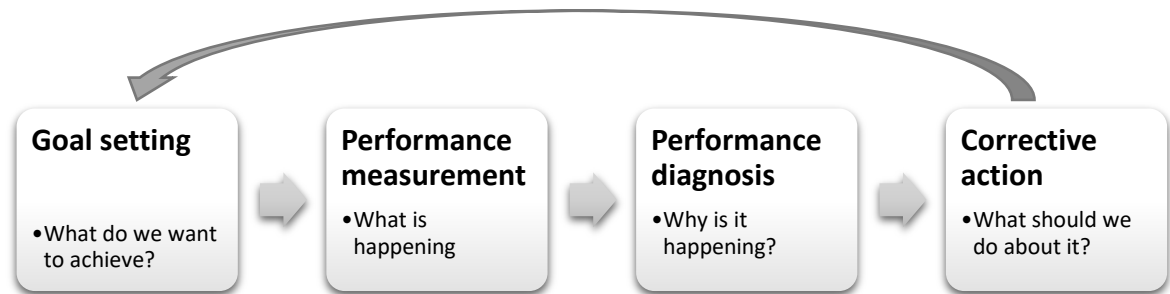 Goal setting
•What do we want
to achieve?
Performance
measurement
•What is
happening
Performance
diagnosis
•Why is it
happening?
Corrective
action
•What should we
do about it?